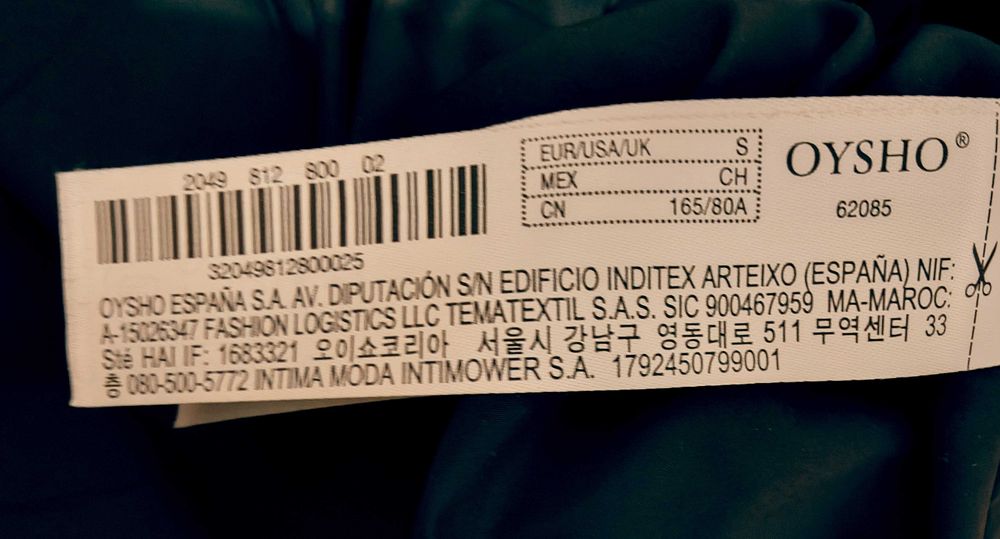 2049 812 800 02
32049812800025
EUR/USA/UK S
MEX CH
CN 165/80A
OYSHO®
62085
OYSHO ESPAÑA S.A. AV. DIPUTACIÓN S/N EDIFICIO INDITEX ARTEIXO (ESPAÑA) NIF:
A-15026347 FASHION LOGISTICS LLC TEMATEXTIL S.A.S. SIC 900467959 MA-MAROC:
Sté HAI IF: 1683321 오이쇼코리아 서울시 강남구 영동대로 511 무역센터 33
층 080-500-5772 INTIMA MODA INTIMOWER S.A. 1792450799001